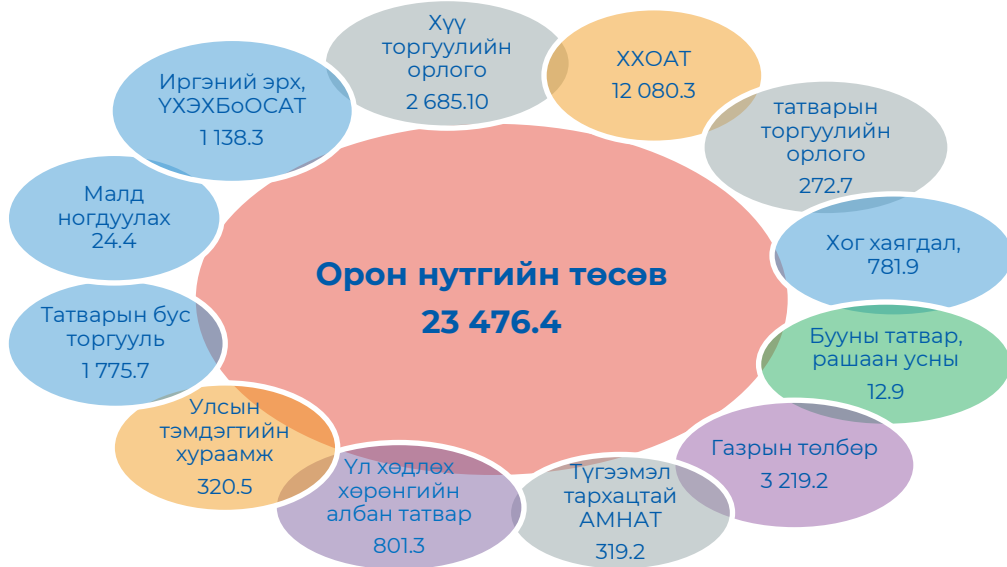 Хүү
торгуулийн
орлого
2 685.10
ХХОАТ
12 080.3
татварын
торгуулийн
орлого
272.7
Хог хаягдал,
781.9
Бууны татвар,
рашаан усны
12.9
Газрын төлбөр
3 219.2
Түгээмэл
тархацтай
АМНАТ
319.2
Үл хөдлөх
хөрөнгийн
албан татвар
801.3
Улсын
тэмдэгтийн
хураамж
320.5
Татварын бус
торгууль
1 775.7
Малд
ногдуулах
24.4
Иргэний эрх,
ҮХЭХБоОСАТ
1 138.3
Орон нутгийн төсөв
23 476.4